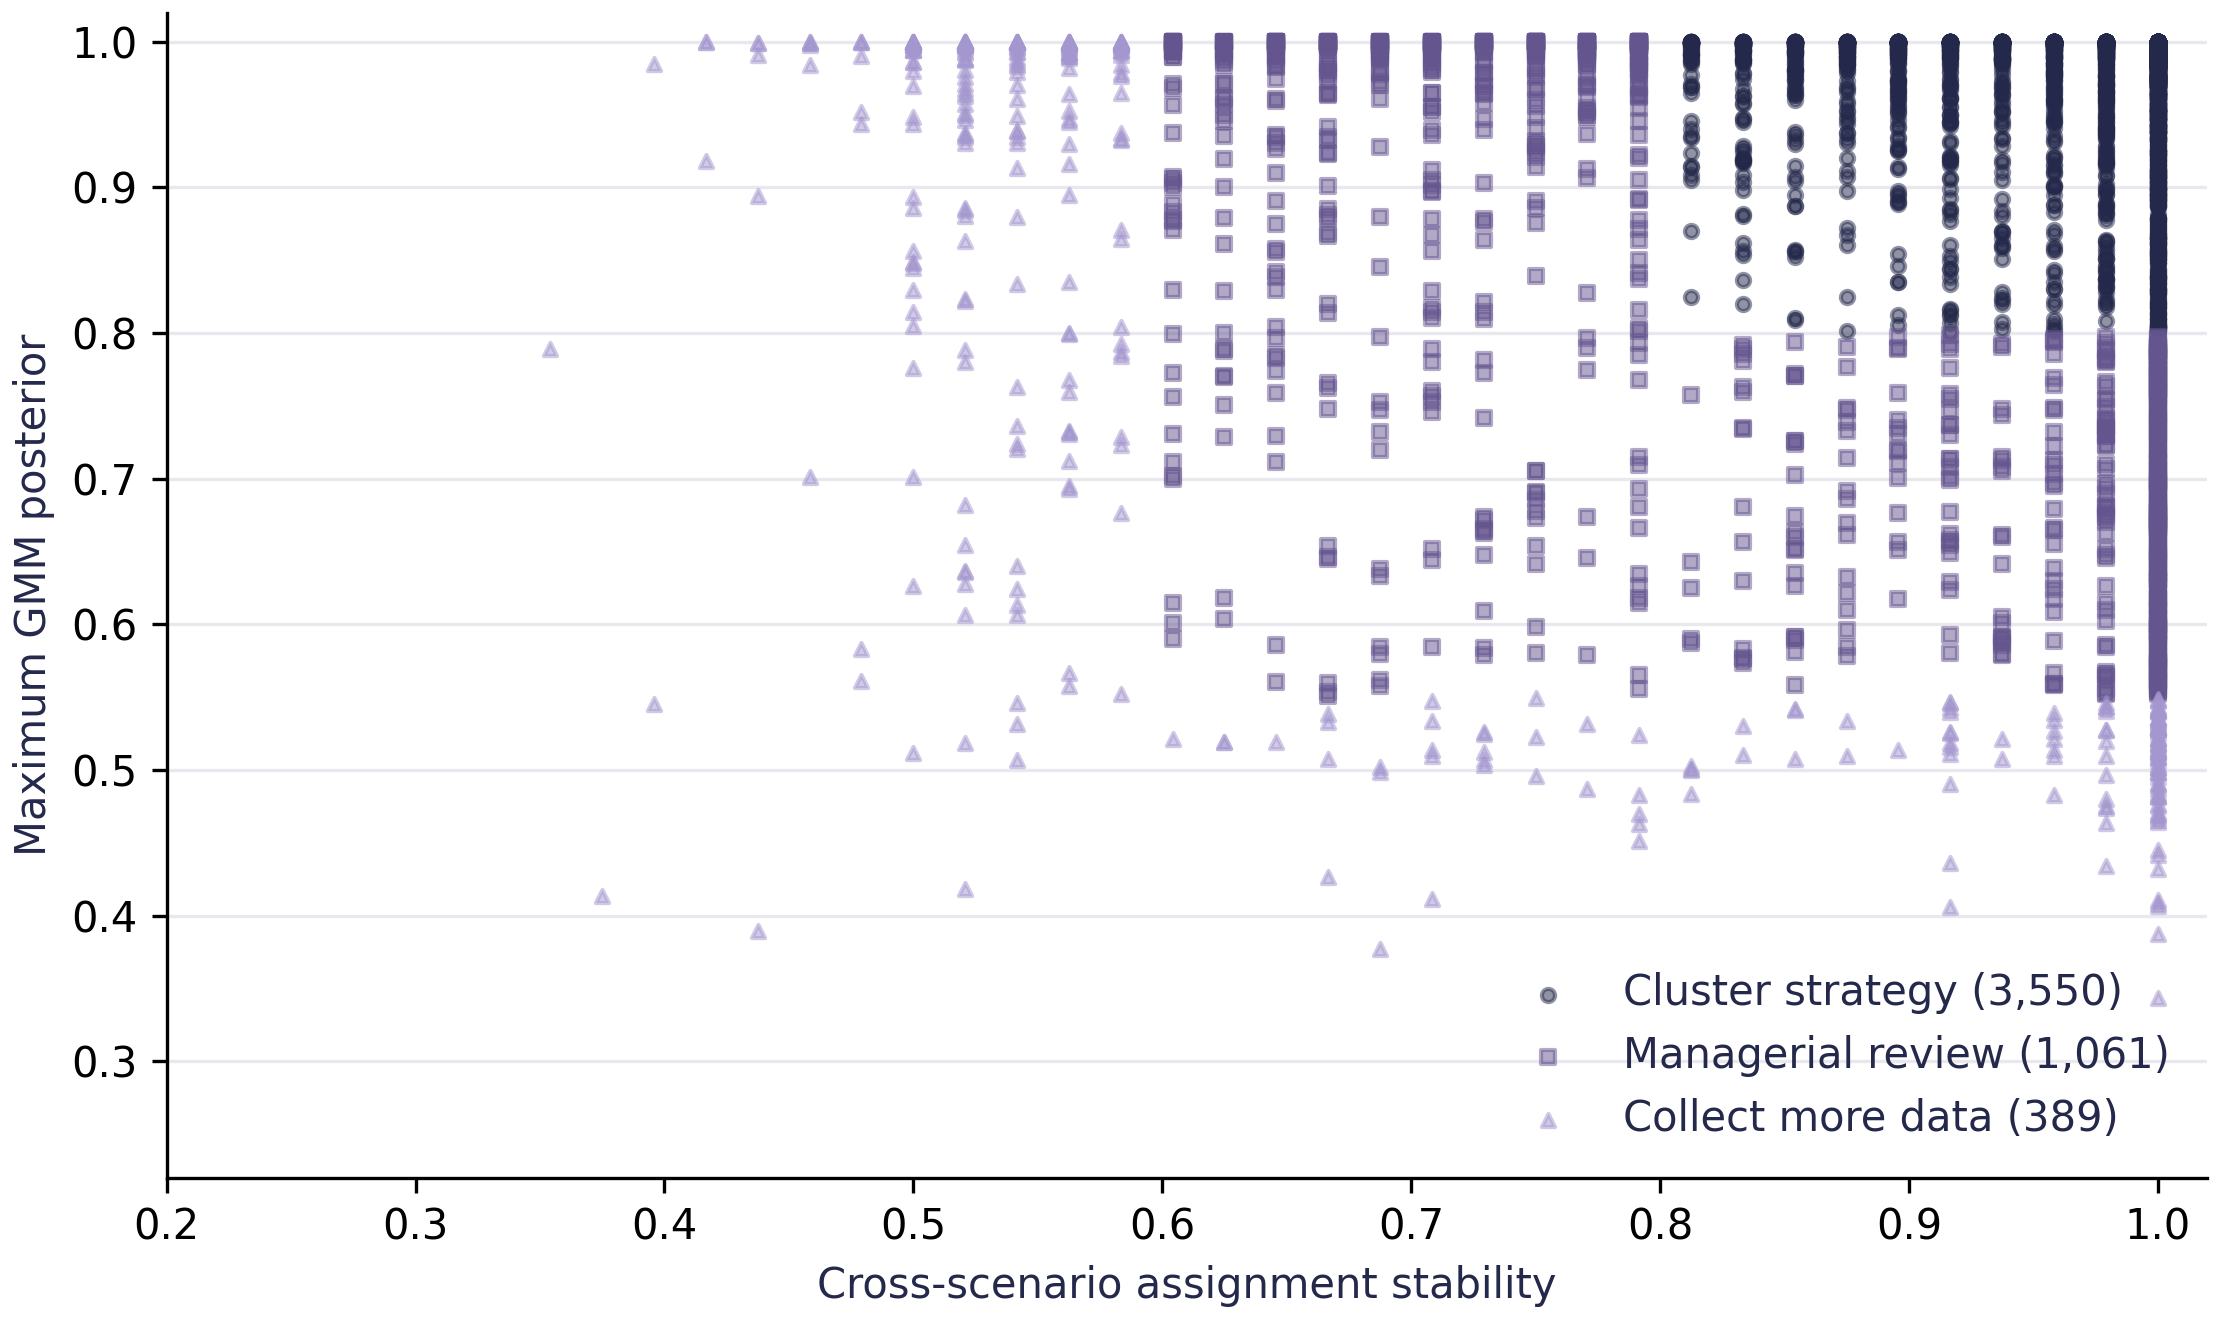 1.0
0.9
0.8
0.7
0.6
0.5
0.4
0.3
Maximum GMM posterior
Cluster strategy (3,550)
Managerial review (1,061)
Collect more data (389)
0.2 0.3 0.4 0.5 0.6 0.7 0.8 0.9 1.0
Cross-scenario assignment stability